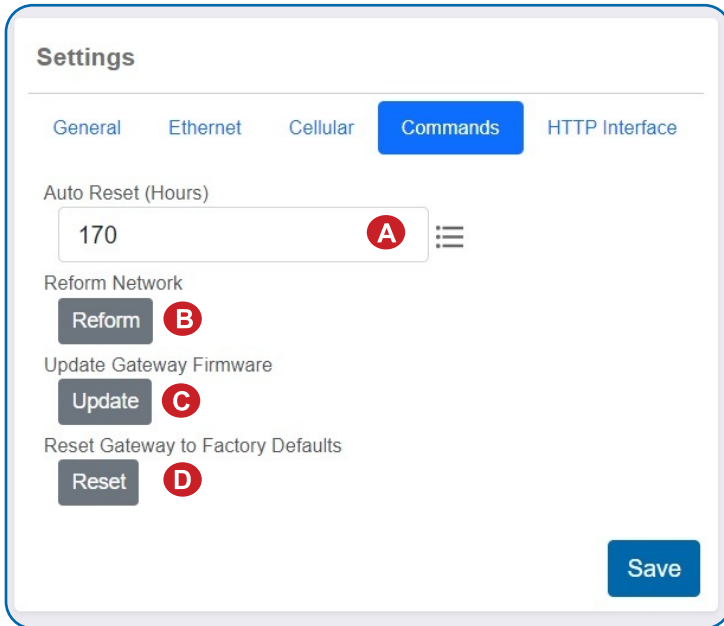 Settings
General Ethernet Cellular Commands HTTP Interface
Auto Reset (Hours)
170 A
Reform Network
Reform B
Update Gateway Firmware
Update C
Reset Gateway to Factory Defaults
Reset D
Save